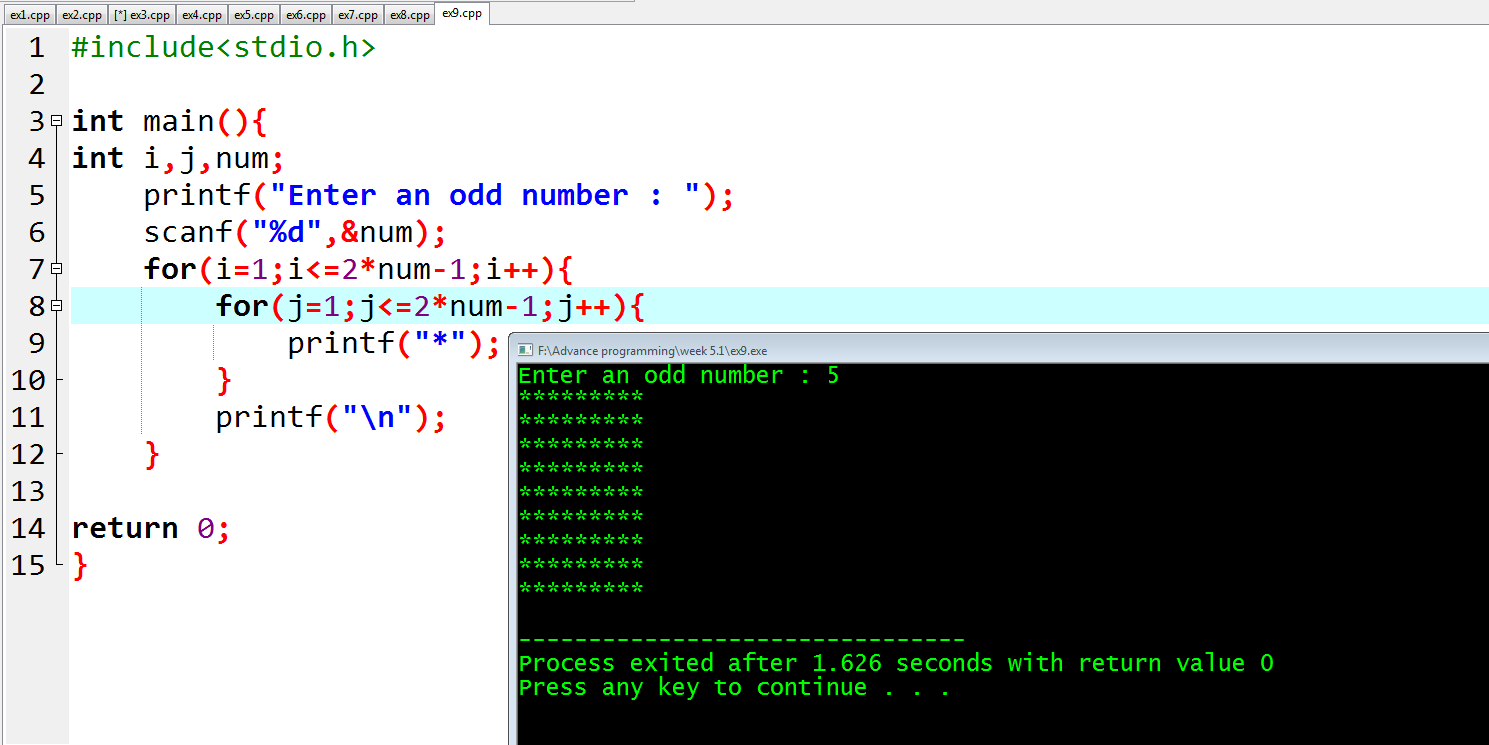 ex1.cpp ex2.cpp [*] ex3.cpp ex4.cpp ex5.cpp ex6.cpp ex7.cpp ex8.cpp ex9.cpp
1 #include<stdio.h>
2
3 int main(){
4 int i,j,num;
5 printf("Enter an odd number : ");
6 scanf("%d",&num);
7 for(i=1;i<=2*num-1;i++){
8 for(j=1;j<=2*num-1;j++){
9 printf("*");
10 }
11 printf("\n");
12 }
13
14 return 0;
15 }
F:\Advance programming\week 5.1\ex9.exe
Enter an odd number : 5
*********
*********
*********
*********
*********
*********
*********
*********
*********
--------------------------------
Process exited after 1.626 seconds with return value 0
Press any key to continue . . .